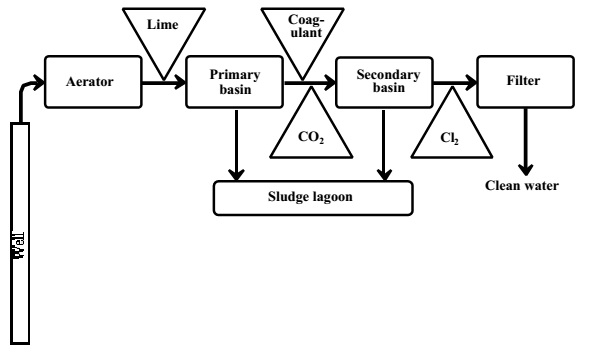 Lime
Coag-
ulant
Aerator
Primary
basin
Secondary
basin
Filter
CO₂
Cl₂
Sludge lagoon
Clean water
Well